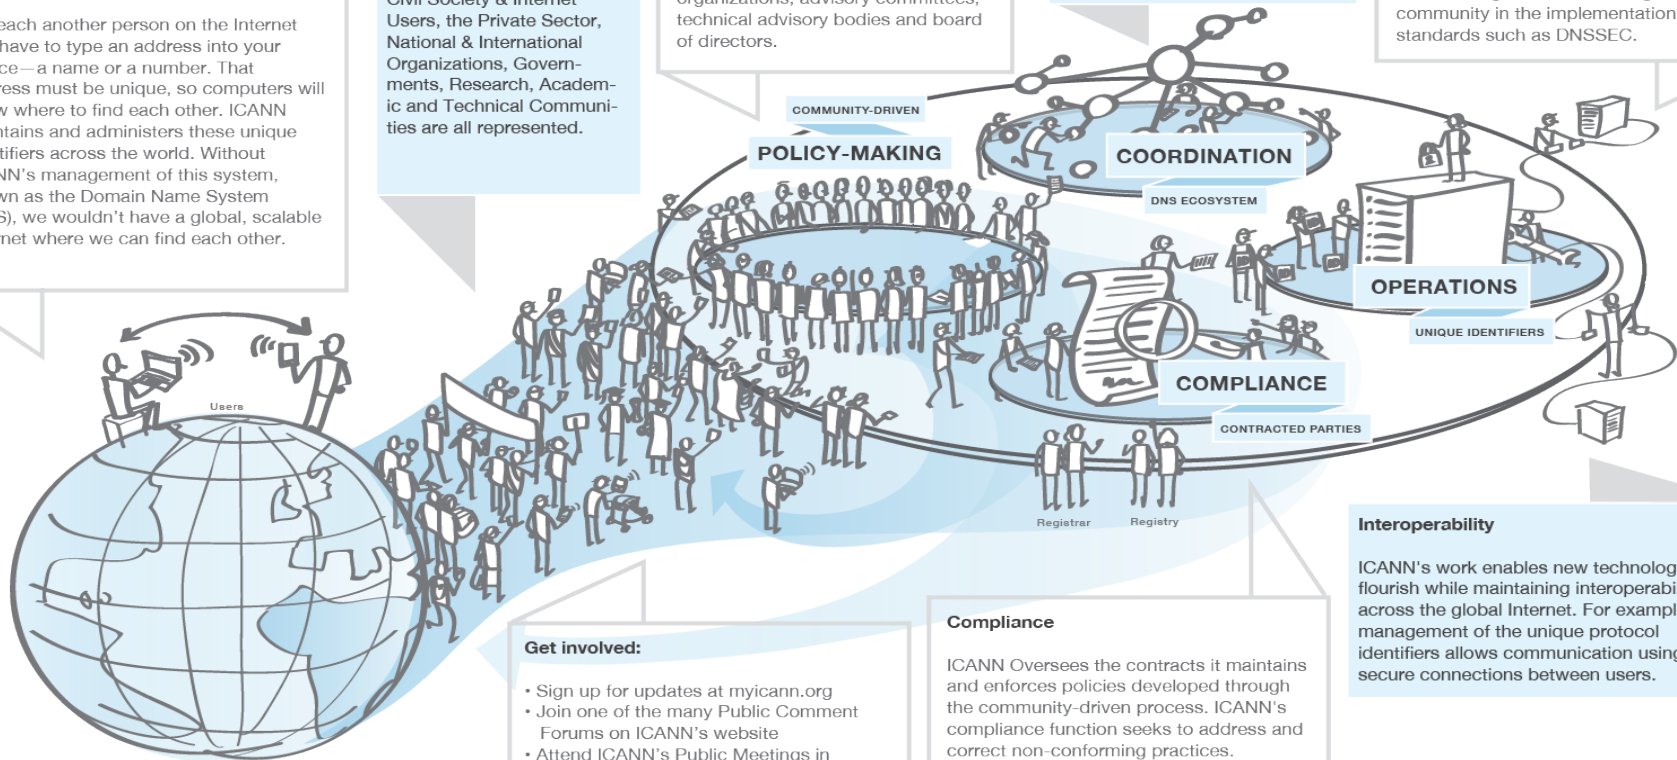 each another person on the Internet
have to type an address into your
ce—a name or a number. That
ress must be unique, so computers will
w where to find each other. ICANN
ntains and administers these unique
ntifiers across the world. Without
NN's management of this system,
wn as the Domain Name System
S), we wouldn't have a global, scalable
rnet where we can find each other.
Civil Society & Internet
Users, the Private Sector,
National & International
Organizations, Govern-
ments, Research, Academ-
ic and Technical Communi-
ties are all represented.
organizations, advisory committees,
technical advisory bodies and board
of directors.
community in the implementation
standards such as DNSSEC.
COMMUNITY-DRIVEN
POLICY-MAKING
COORDINATION
DNS ECOSYSTEM
OPERATIONS
UNIQUE IDENTIFIERS
COMPLIANCE
CONTRACTED PARTIES
Users
Registrar
Registry
Interoperability
ICANN's work enables new technolog
flourish while maintaining interoperabi
across the global Internet. For exampl
management of the unique protocol
identifiers allows communication using
secure connections between users.
Get involved:
• Sign up for updates at myicann.org
• Join one of the many Public Comment
Forums on ICANN's website
• Attend ICANN's Public Meetings in
Compliance
ICANN Oversees the contracts it maintains
and enforces policies developed through
the community-driven process. ICANN's
compliance function seeks to address and
correct non-conforming practices.